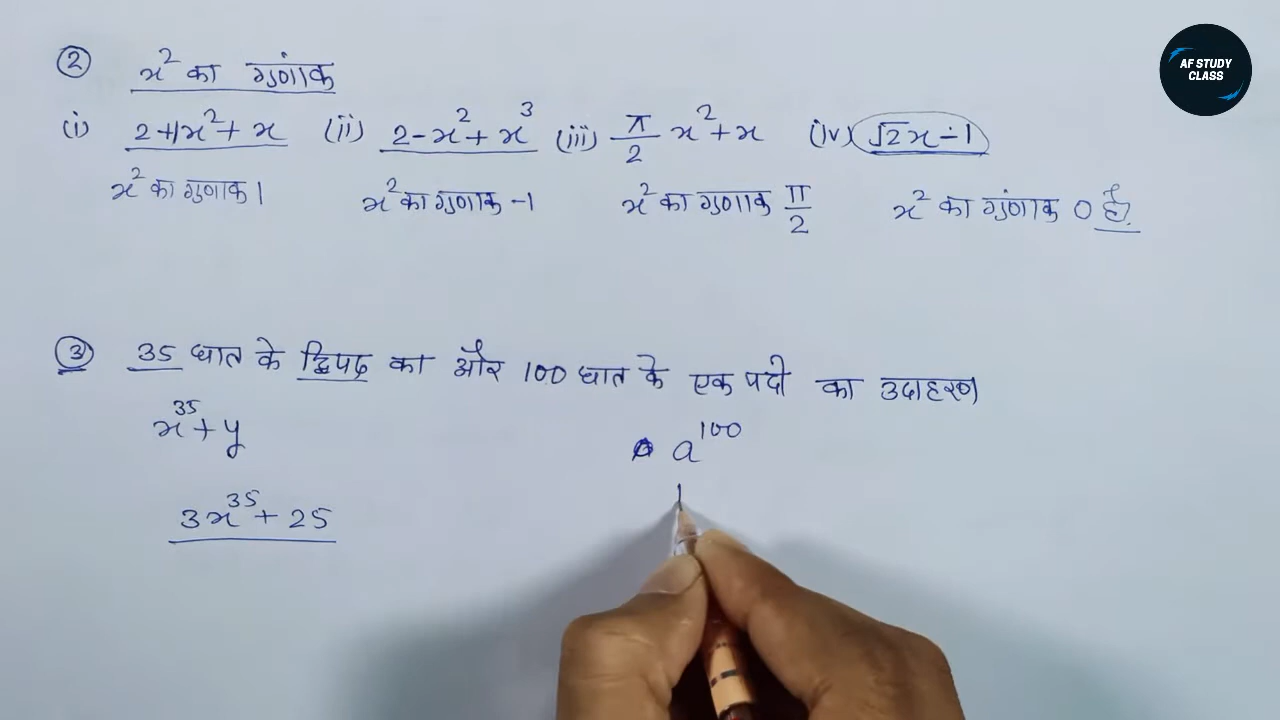 AF STUDY
CLASS
② x² का गुणांक
(i) 2+1x²+x (ii) 2-x²+x³ (iii) π/2 x²+x (iv) √2x-1
x² का गुणाक 1 x² का गुणाक -1 x² का गुणाक π/2 x² का गुणांक 0 है.
③ 35 घात के द्विपद का और 100 घात के एक पदी का उदाहरण
x³⁵+y a¹⁰⁰
3x³⁵+25